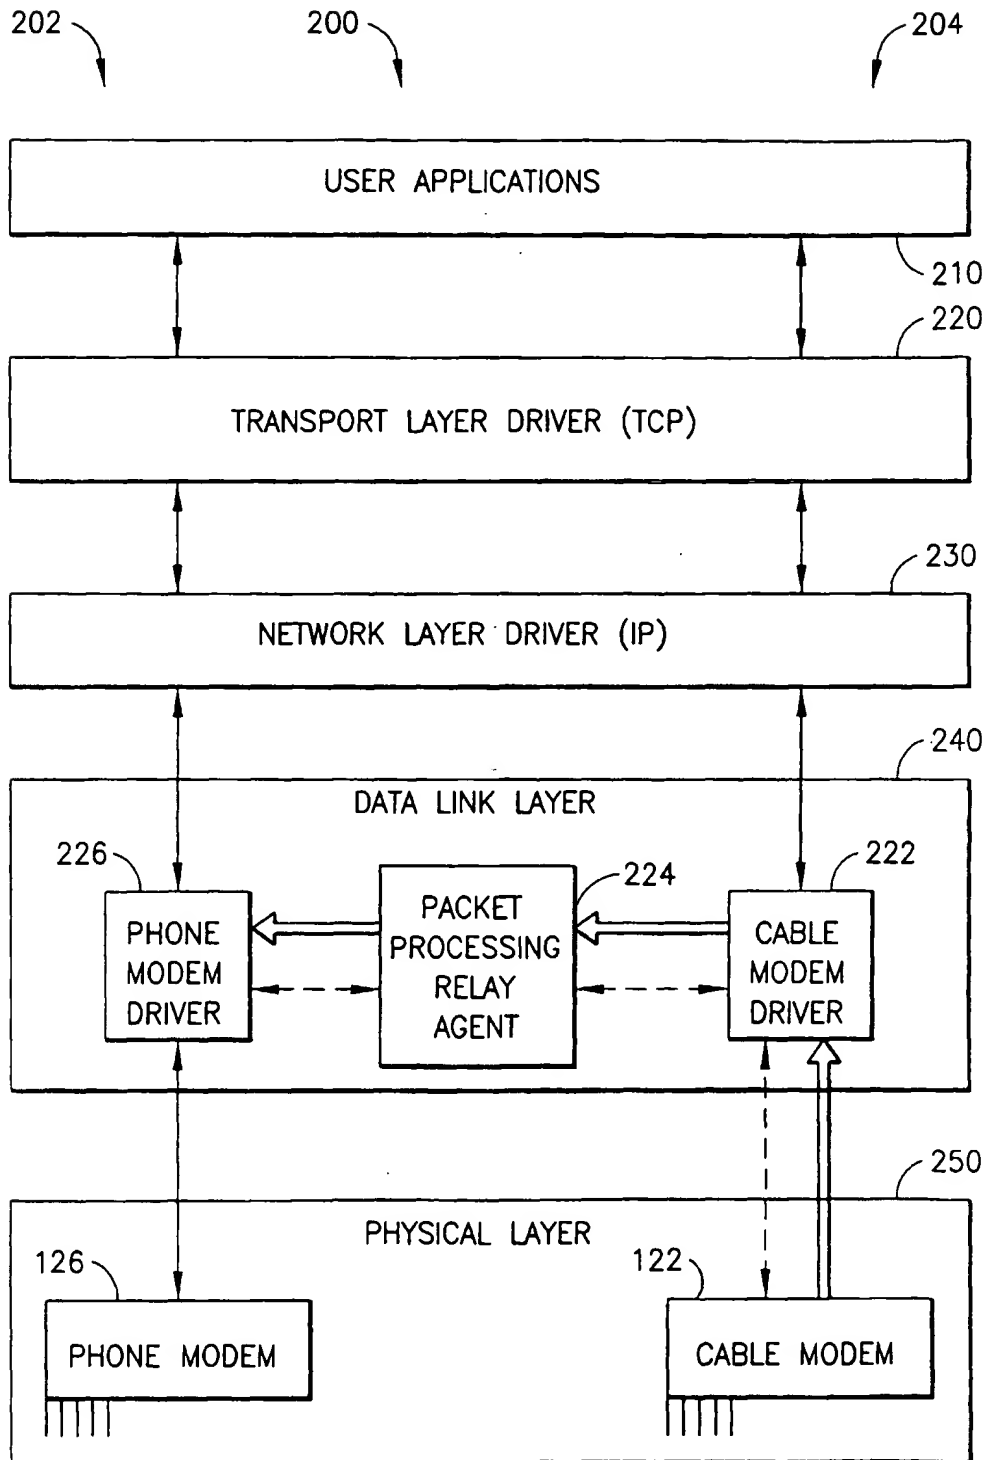 202
200
204
USER APPLICATIONS
210
220
TRANSPORT LAYER DRIVER (TCP)
230
NETWORK LAYER DRIVER (IP)
240
DATA LINK LAYER
226
224
222
PHONE
MODEM
DRIVER
PACKET
PROCESSING
RELAY
AGENT
CABLE
MODEM
DRIVER
250
PHYSICAL LAYER
126
122
PHONE MODEM
CABLE MODEM